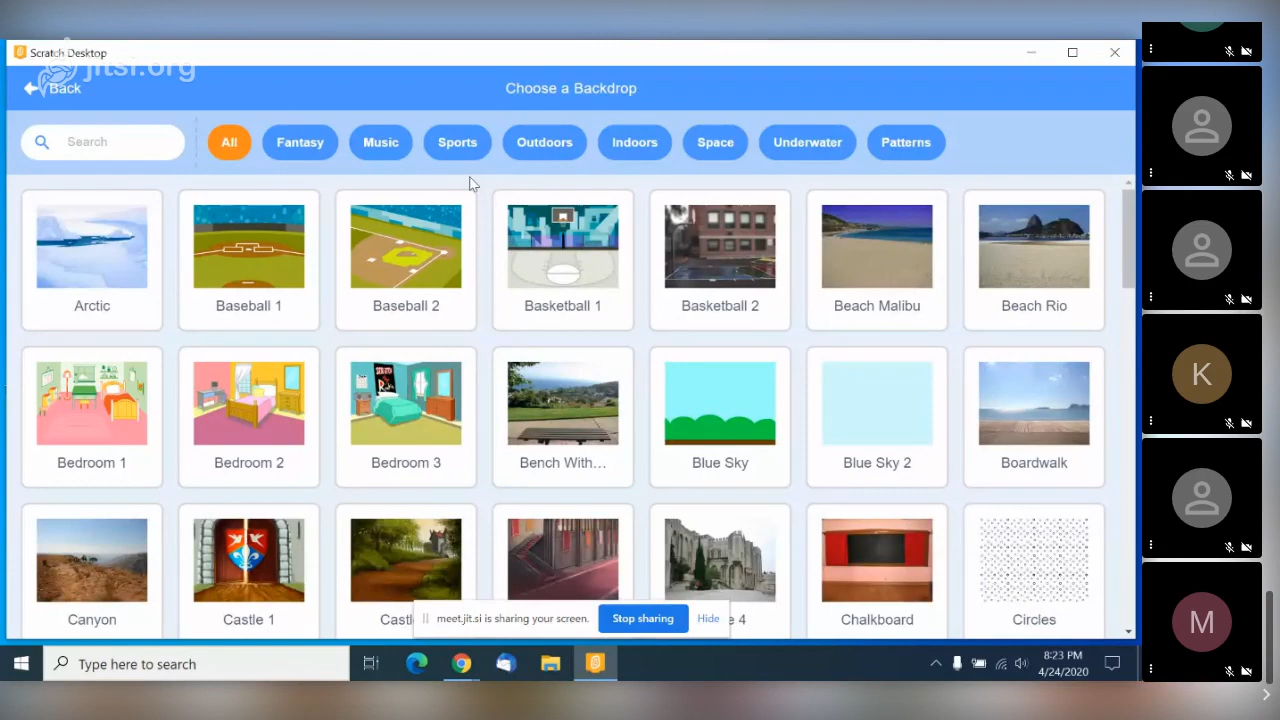 Scratch Desktop
jitsi.org
Back
Choose a Backdrop
Search
All
Fantasy
Music
Sports
Outdoors
Indoors
Space
Underwater
Patterns
Arctic
Baseball 1
Baseball 2
Basketball 1
Basketball 2
Beach Malibu
Beach Rio
Bedroom 1
Bedroom 2
Bedroom 3
Bench With...
Blue Sky
Blue Sky 2
Boardwalk
Canyon
Castle 1
Chalkboard
Circles
meet.jit.si is sharing your screen.
Stop sharing
Hide
Type here to search
8:23 PM
4/24/2020
K
M